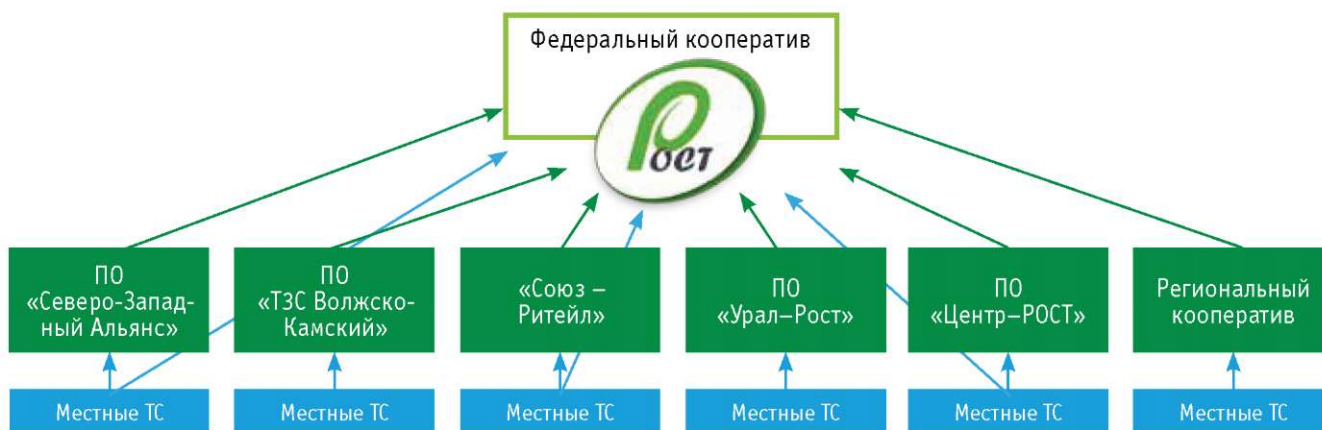 Федеральный кооператив
Рост
ПО
«Северо-Запад-
ный Альянс»
ПО
«ТЗС Волжско-
Камский»
«Союз –
Ритейл»
ПО
«Урал–Рост»
ПО
«Центр–РОСТ»
Региональный
кооператив
Местные ТС
Местные ТС
Местные ТС
Местные ТС
Местные ТС
Местные ТС